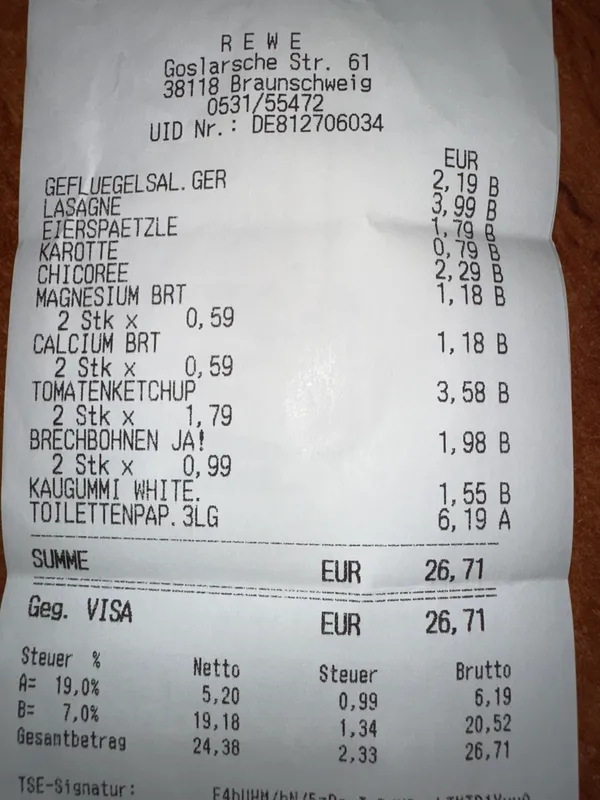 R E W E
Goslarsche Str. 61
38118 Braunschweig
0531/55472
UID Nr.: DE812706034
EUR
GEFLUEGELSAL.GER 2,19 B
LASAGNE 3,99 B
EIERSPAETZLE 1,79 B
KAROTTE 0,79 B
CHICOREE 2,29 B
MAGNESIUM BRT 1,18 B
2 Stk x 0,59
CALCIUM BRT 1,18 B
2 Stk x 0,59
TOMATENKETCHUP 3,58 B
2 Stk x 1,79
BRECHBOHNEN JA! 1,98 B
2 Stk x 0,99
KAUGUMMI WHITE. 1,55 B
TOILETTENPAP.3LG 6,19 A
SUMME EUR 26,71
Geg. VISA EUR 26,71
Steuer % Netto Steuer Brutto
A= 19,0% 5,20 0,99 6,19
B= 7,0% 19,18 1,34 20,52
Gesamtbetrag 24,38 2,33 26,71
TSE-Signatur: